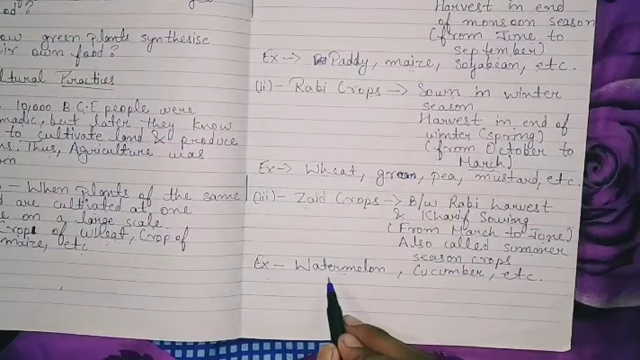 ood?
ow green plants synthesise
ir own food?
ultural Practices
10,000 B.C.E people were
madic, but later they know
to cultivate land & produce
s. Thus, Agriculture was
- When plants of the same
d are cultivated at one
e on a large scale.
crop of wheat, crop of
maize, etc
Harvest in end
of monsoon season
(from June to
september)
Ex → Paddy, maize, Soyabean, etc.
(ii)- Rabi Crops → Sown in winter
season
Harvest in end of
winter (spring)
(from October to
March)
Ex → Wheat, gram, pea, mustard, etc.
(iii)- Zaid Crops → B/w Rabi harvest
& Kharif Sowing
(From March to June)
Also called summer
season crops
Ex - Watermelon, Cucumber, etc.